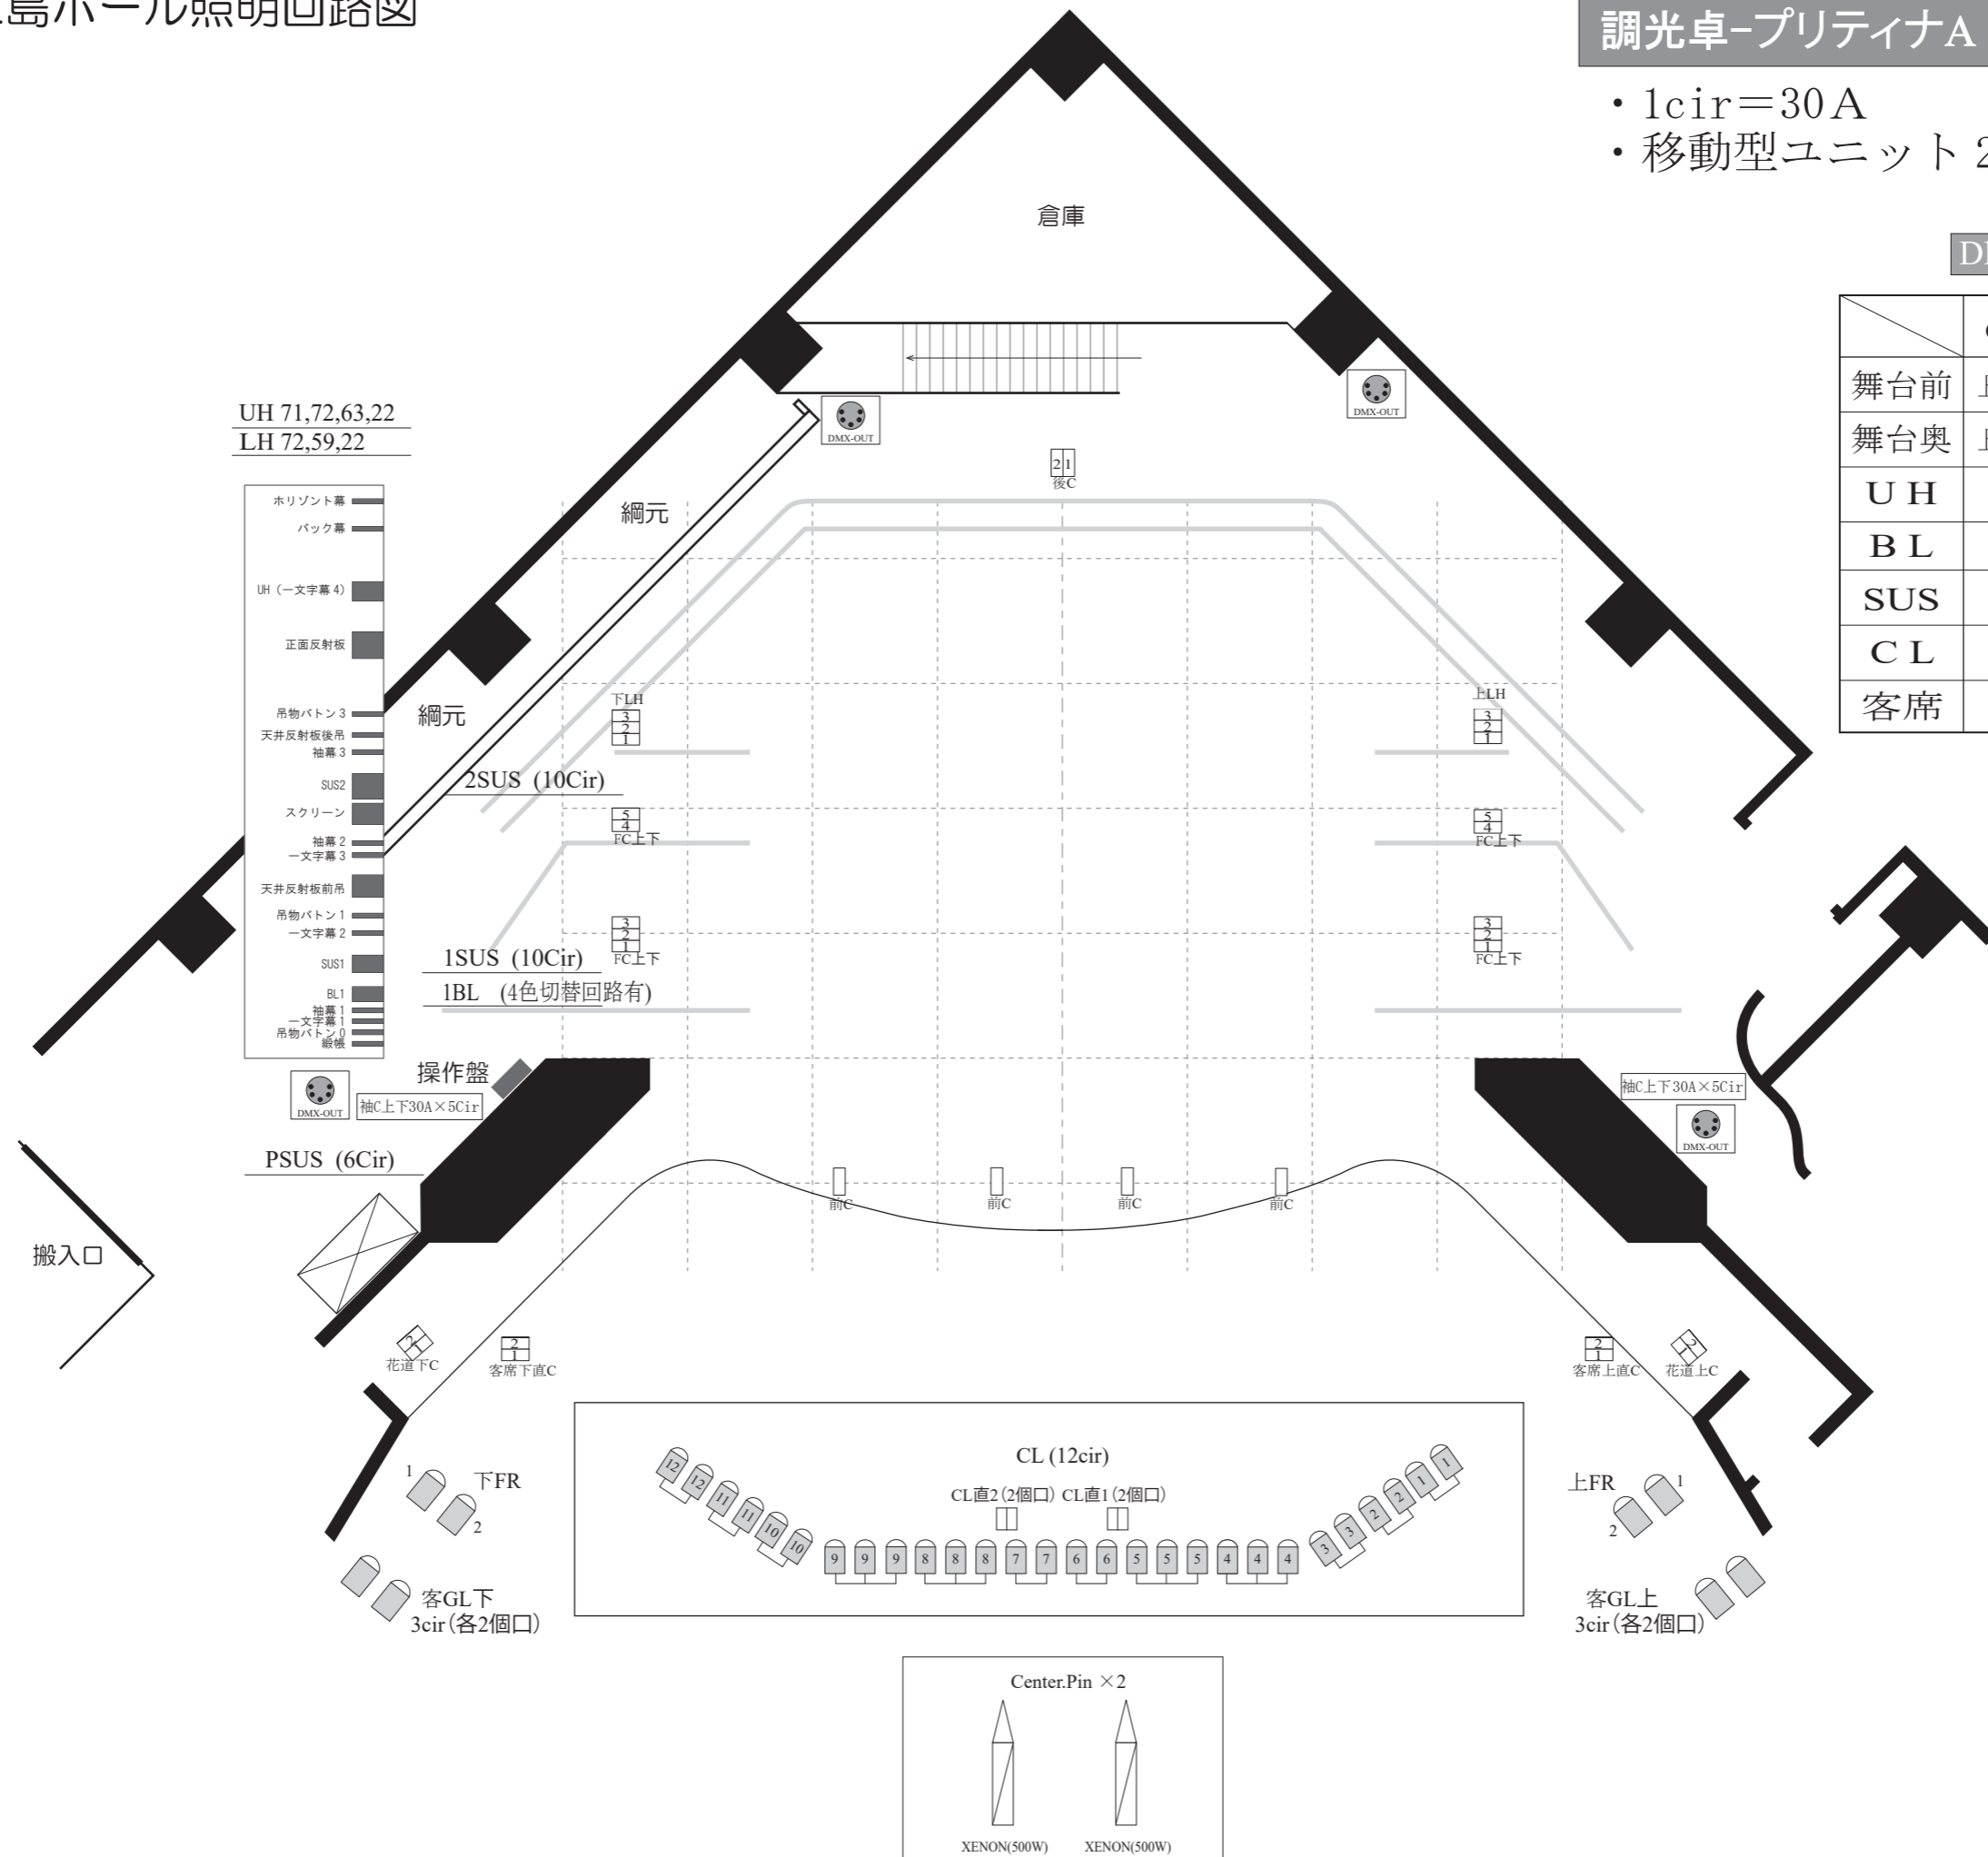 島ホール照明回路図
調光卓−プリティナA
・1cir＝30A
・移動型ユニット2
舞台前
舞台奥
U H
B L
SUS
C L
客席
倉庫
DMX-OUT
DMX-OUT
UH 71,72,63,22
LH 72,59,22
2 1
後C
綱元
綱元
ホリゾント幕
バック幕
UH（一文字幕4）
正面反射板
吊物バトン3
天井反射板後吊
袖幕3
SUS2
スクリーン
袖幕2
一文字幕3
天井反射板前吊
吊物バトン1
一文字幕2
SUS1
BL1
袖幕1
一文字幕1
吊物バトン0
緞帳
下LH
3
2
1
上LH
3
2
1
2SUS (10Cir)
5
4
FC上下
5
4
FC上下
3
2
1
FC上下
3
2
1
FC上下
1SUS (10Cir)
1BL (4色切替回路有)
操作盤
DMX-OUT
袖C上下30A×5Cir
袖C上下30A×5Cir
DMX-OUT
PSUS (6Cir)
搬入口
前C
前C
前C
前C
2
1
花道下C
2
1
客席下直C
2
1
客席上直C
2
1
花道上C
CL (12cir)
CL直2（2個口） CL直1（2個口）
12 12 11 11 10 10 9 9 9 8 8 8 7 7 6 6 5 5 5 4 4 4 3 3 2 2 1 1
1
下FR
2
客GL下
3cir（各2個口）
上FR
1
2
客GL上
3cir（各2個口）
Center.Pin ×2
XENON(500W) XENON(500W)